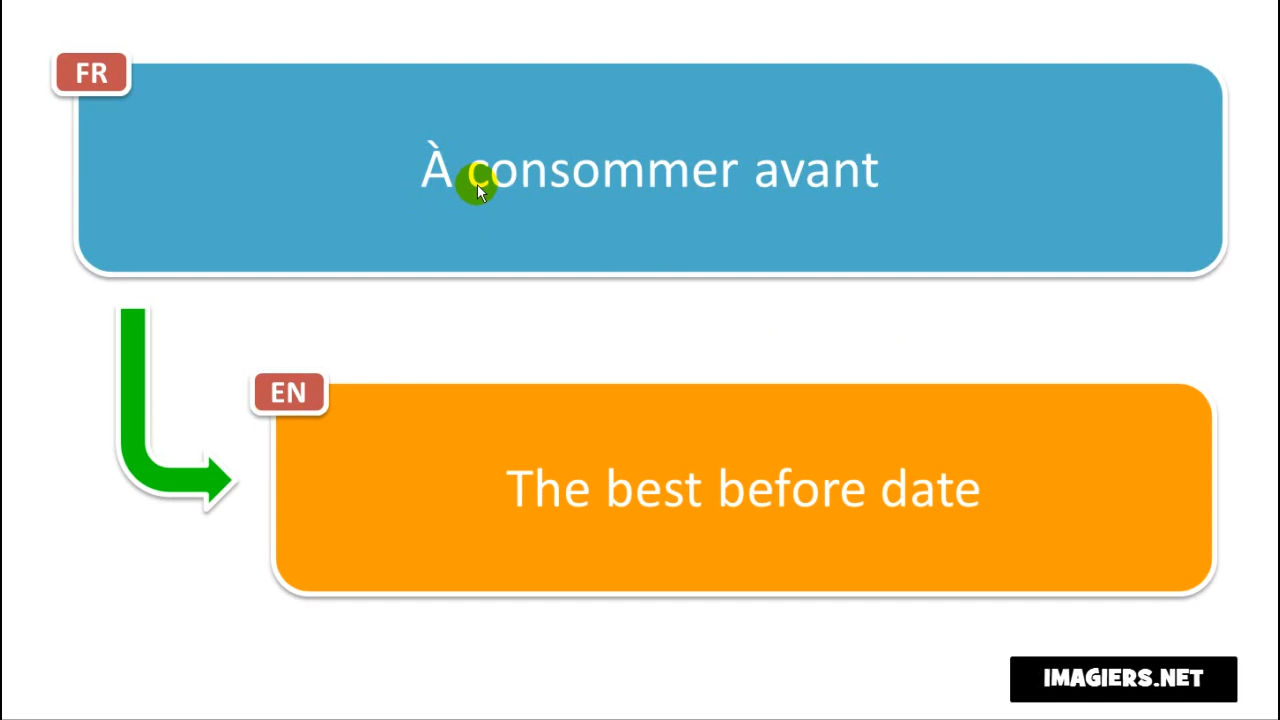 FR
À consommer avant
EN
The best before date
IMAGIERS.NET